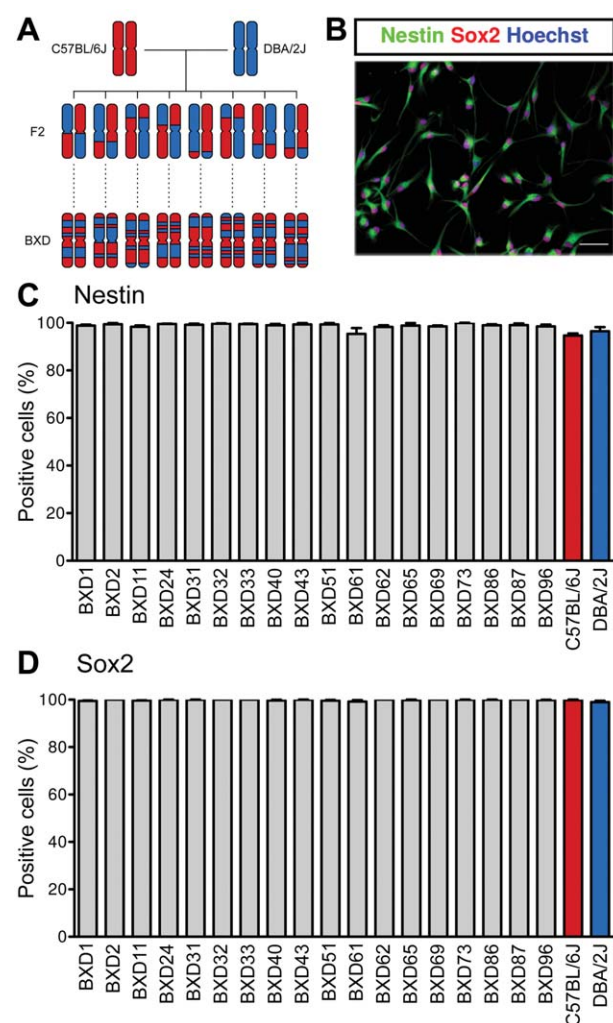 A
C57BL/6J
DBA/2J
F2
BXD
B
Nestin Sox2 Hoechst
C
Nestin
Positive cells (%)
100
80
60
40
20
0
BXD1
BXD2
BXD11
BXD24
BXD31
BXD32
BXD33
BXD40
BXD43
BXD51
BXD61
BXD62
BXD65
BXD69
BXD73
BXD86
BXD87
BXD96
C57BL/6J
DBA/2J
D
Sox2
Positive cells (%)
100
80
60
40
20
0
BXD1
BXD2
BXD11
BXD24
BXD31
BXD32
BXD33
BXD40
BXD43
BXD51
BXD61
BXD62
BXD65
BXD69
BXD73
BXD86
BXD87
BXD96
C57BL/6J
DBA/2J